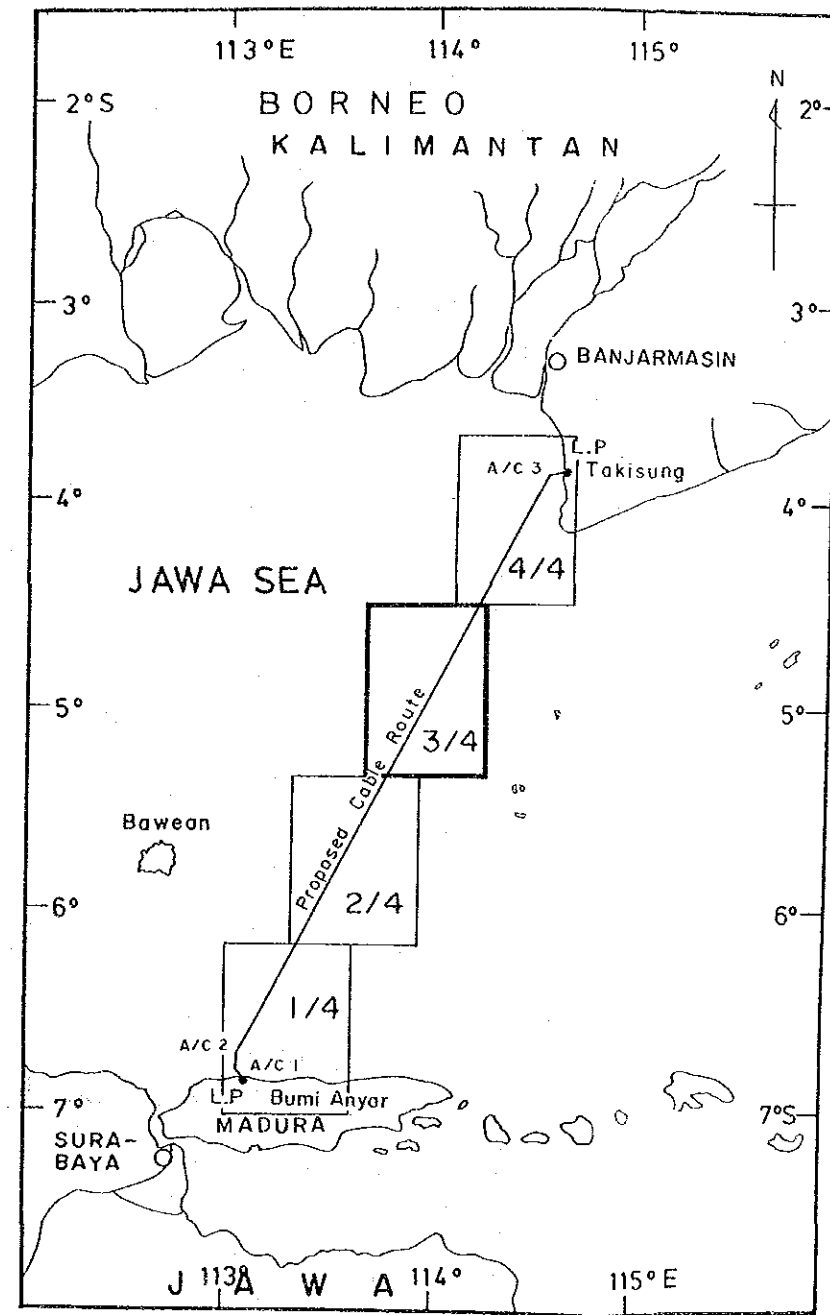 113°E 114° 115°
N
2°S 2°
BORNEO
KALIMANTAN
3° 3°
BANJARMASIN
L.P
A/C 3 Takisung
4° 4°
4/4
JAWA SEA
5° 5°
3/4
Proposed Cable Route
Bawean
2/4
6° 6°
1/4
A/C 2
A/C 1
L.P Bumi Anyar
7° 7°S
MADURA
SURA-
BAYA
JAWA
113° 114° 115°E